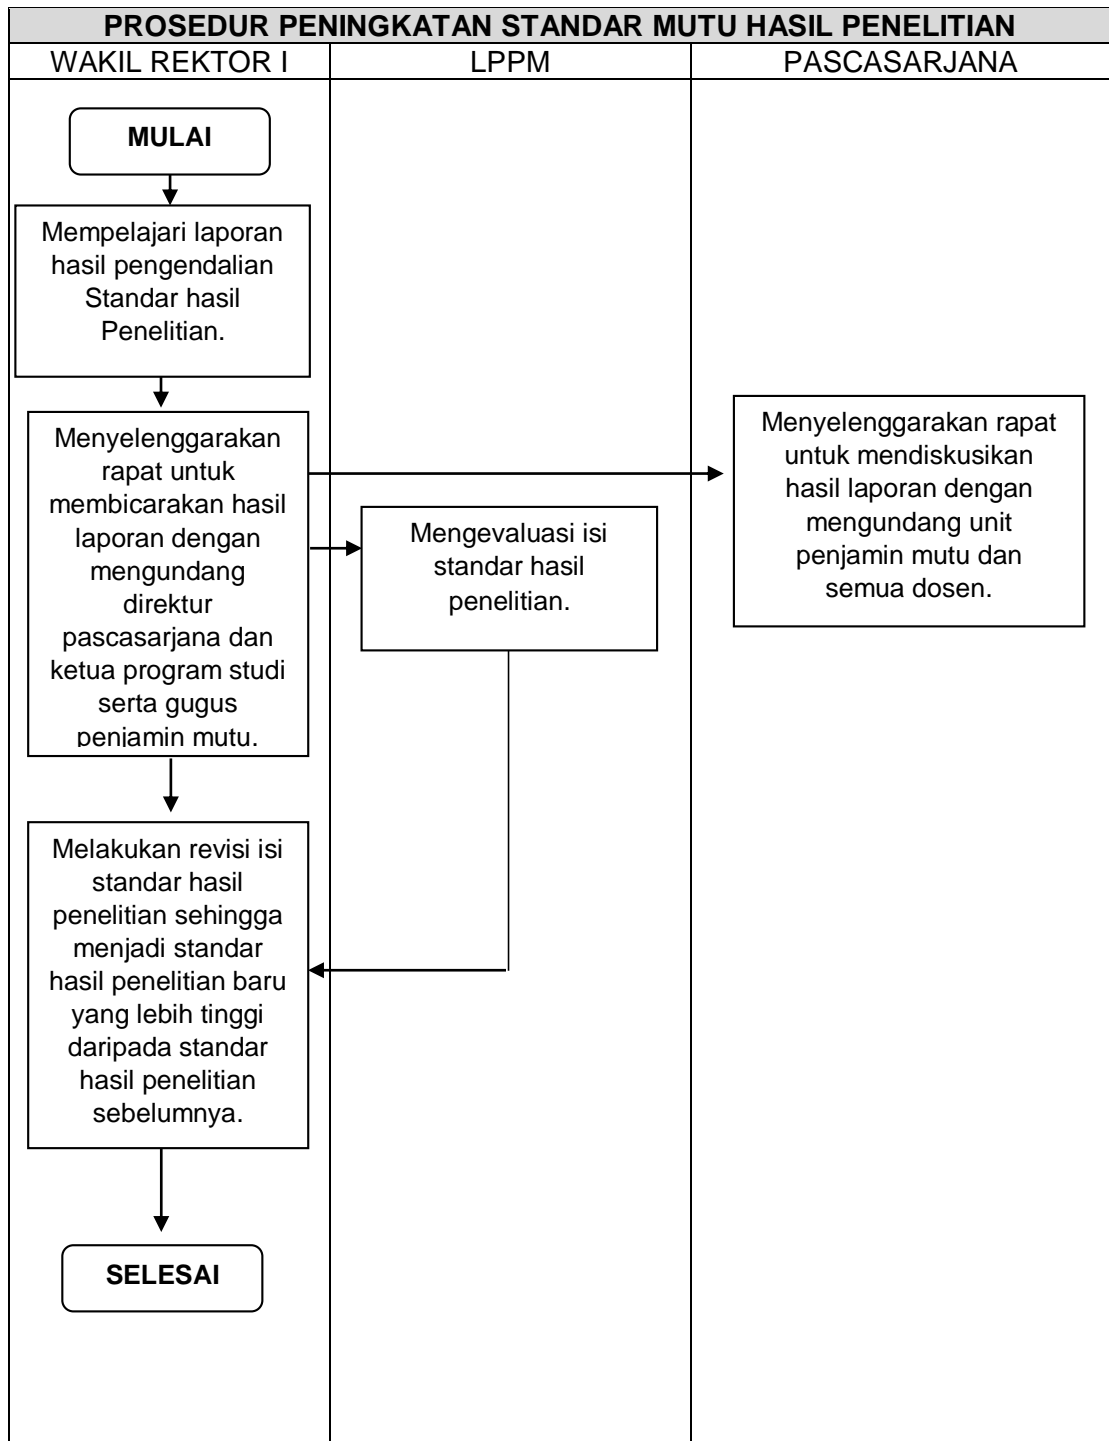 PROSEDUR PENINGKATAN STANDAR MUTU HASIL PENELITIAN
WAKIL REKTOR I
LPPM
PASCASARJANA
MULAI
Mempelajari laporan
hasil pengendalian
Standar hasil
Penelitian.
Menyelenggarakan
rapat untuk
membicarakan hasil
laporan dengan
mengundang
direktur
pascasarjana dan
ketua program studi
serta gugus
penjamin mutu.
Mengevaluasi isi
standar hasil
penelitian.
Menyelenggarakan rapat
untuk mendiskusikan
hasil laporan dengan
mengundang unit
penjamin mutu dan
semua dosen.
Melakukan revisi isi
standar hasil
penelitian sehingga
menjadi standar
hasil penelitian baru
yang lebih tinggi
daripada standar
hasil penelitian
sebelumnya.
SELESAI